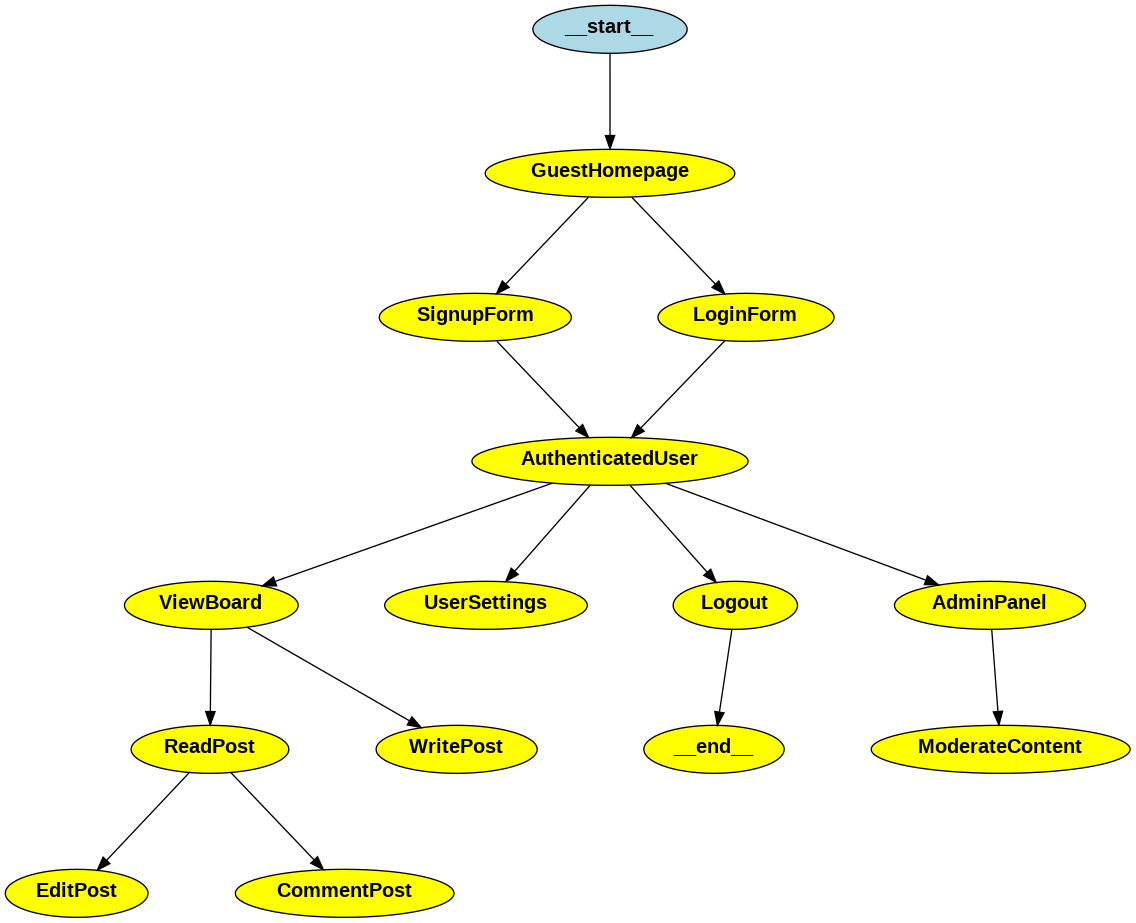 __start__
GuestHomepage
SignupForm
LoginForm
AuthenticatedUser
ViewBoard
UserSettings
Logout
AdminPanel
ReadPost
WritePost
__end__
ModerateContent
EditPost
CommentPost